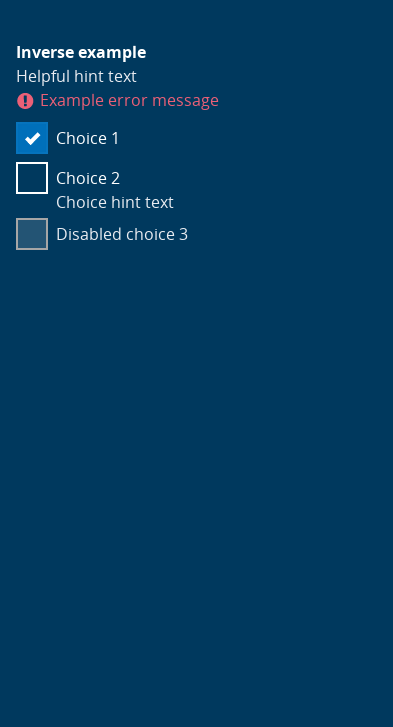 Inverse example
Helpful hint text
Example error message
Choice 1
Choice 2
Choice hint text
Disabled choice 3